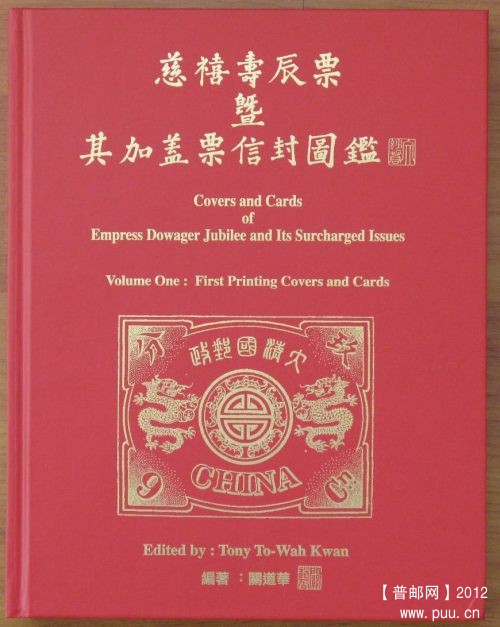 慈禧壽辰票
暨
其加蓋票信封圖鑑
Covers and Cards
of
Empress Dowager Jubilee and Its Surcharged Issues
Volume One : First Printing Covers and Cards
政郵國清大
分
玖
CHINA
9
Cn.
Edited by : Tony To-Wah Kwan
編著 : 關道華
【普邮网】2012
www.puu.cn